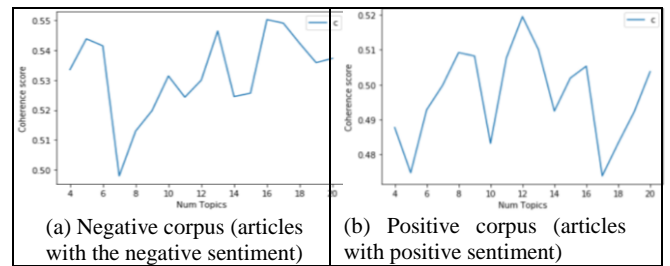 0.55
0.54
0.53
0.52
0.51
0.50
Coherence score
c
4 6 8 10 12 14 16 18 20
Num Topics
(a) Negative corpus (articles
with the negative sentiment)
0.52
0.51
0.50
0.49
0.48
Coherence score
c
4 6 8 10 12 14 16 18 20
Num Topics
(b) Positive corpus (articles
with positive sentiment)